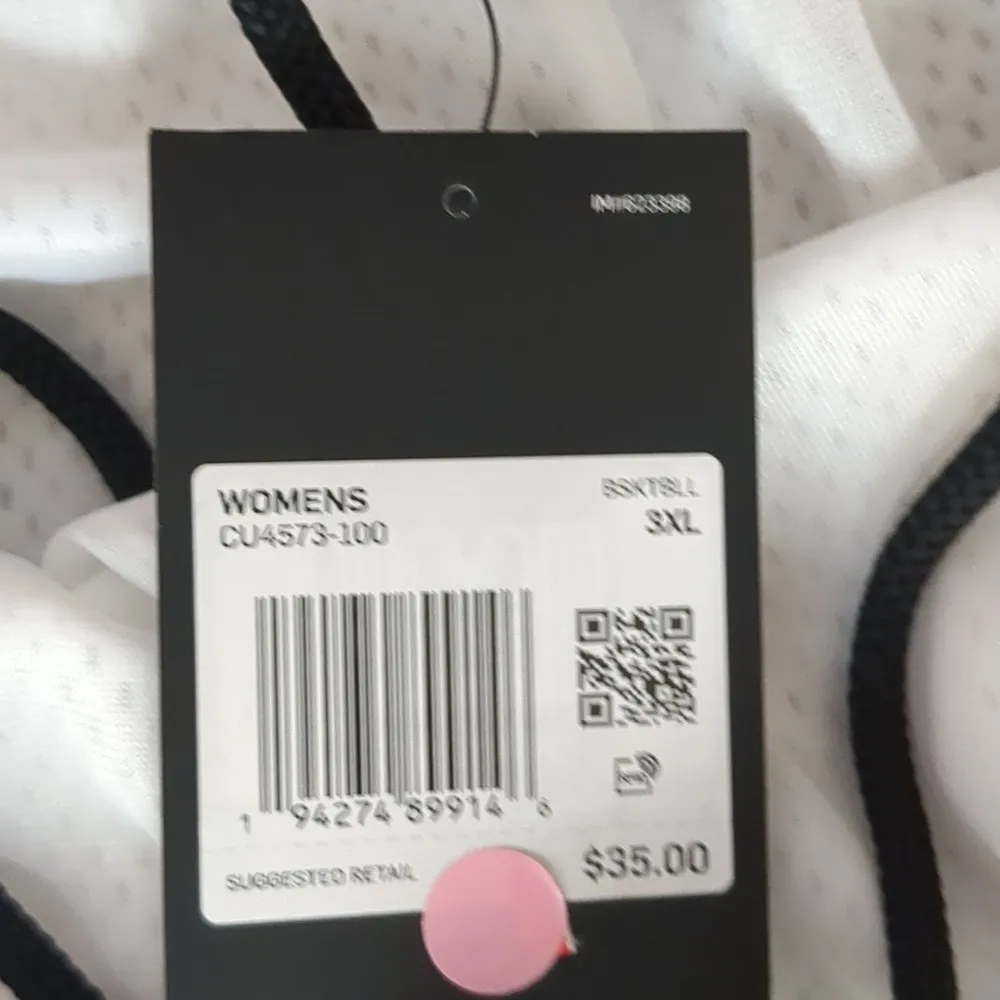 WOMENS
BSKTBLL
CU4573-100
3XL
1 94274 89914 6
SUGGESTED RETAIL
$35.00